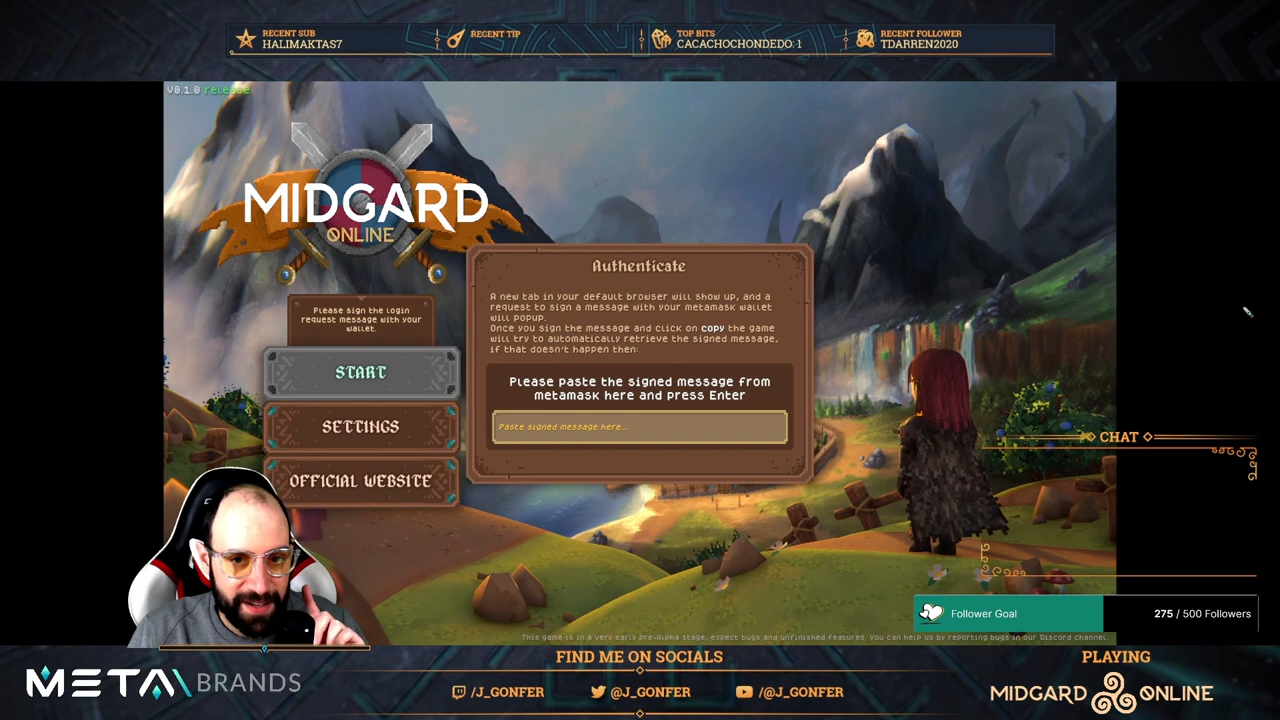 RECENT SUB
HALIMAKTAS7
RECENT TIP
TOP BITS
CACACHOCHONDEDO: 1
RECENT FOLLOWER
TDARREN2020
V0.1.0 release
MIDGARD
ONLINE
Please sign the login
request message with your
wallet.
START
SETTINGS
OFFICIAL WEBSITE
Authenticate
A new tab in your default browser will show up, and a
request to sign a message with your metamask wallet
will popup.
Once you sign the message and click on copy the game
will try to automatically retrieve the signed message,
if that doesn't happen then:
Please paste the signed message from
metamask here and press Enter
Paste signed message here...
CHAT
Follower Goal
275 / 500 Followers
This game is in a very early pre-Alpha stage, expect bugs and unfinished features. You can help us by reporting bugs in our Discord channel.
FIND ME ON SOCIALS
/J_GONFER
@J_GONFER
/@J_GONFER
PLAYING
MIDGARD ONLINE
META BRANDS